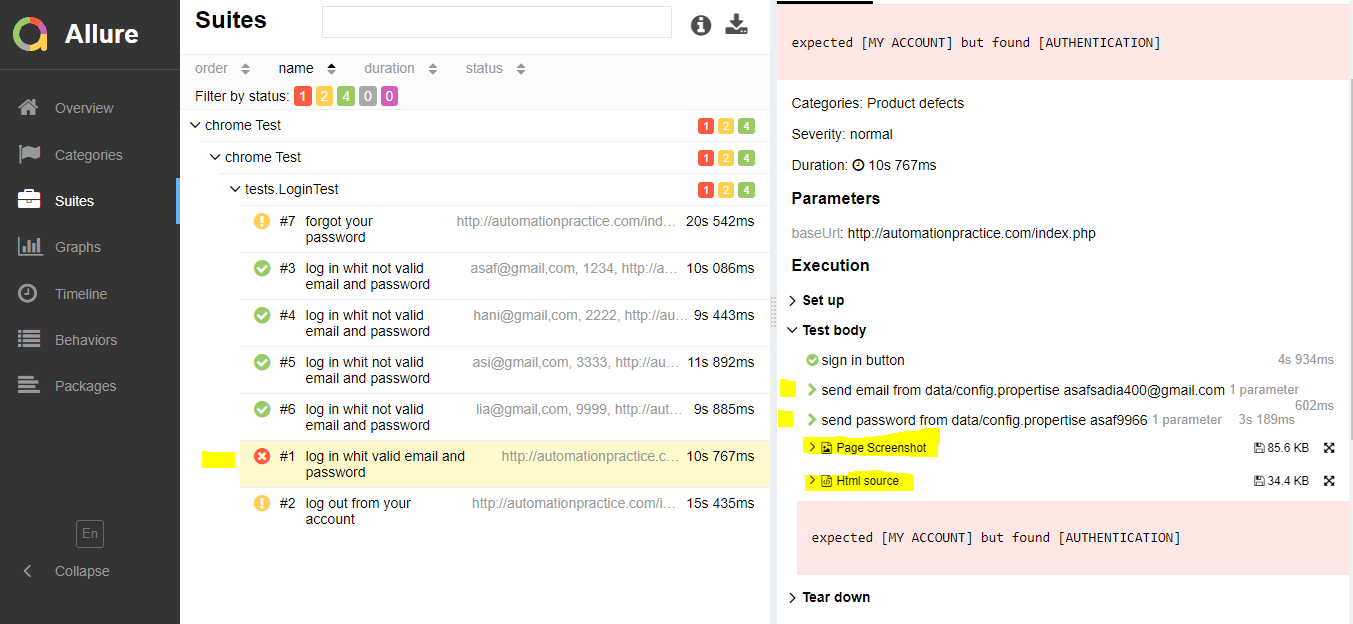 Allure
Overview
Categories
Suites
Graphs
Timeline
Behaviors
Packages
En
Collapse
Suites
order name duration status
Filter by status: 1 2 4 0 0
chrome Test 1 2 4
chrome Test 1 2 4
tests.LoginTest 1 2 4
#7 forgot your http://automationpractice.com/ind... 20s 542ms
password
#3 log in whit not valid asaf@gmail,com, 1234, http://a... 10s 086ms
email and password
#4 log in whit not valid hani@gmail,com, 2222, http://au... 9s 443ms
email and password
#5 log in whit not valid asi@gmail,com, 3333, http://au... 11s 892ms
email and password
#6 log in whit not valid lia@gmail,com, 9999, http://aut... 9s 885ms
email and password
#1 log in whit valid email and http://automationpractice.c... 10s 767ms
password
#2 log out from your http://automationpractice.com/i... 15s 435ms
account
expected [MY ACCOUNT] but found [AUTHENTICATION]
Categories: Product defects
Severity: normal
Duration: 10s 767ms
Parameters
baseUrl: http://automationpractice.com/index.php
Execution
Set up
Test body
sign in button 4s 934ms
send email from data/config.propertise asafsadia400@gmail.com 1 parameter
602ms
send password from data/config.propertise asaf9966 1 parameter 3s 189ms
Page Screenshot 85.6 KB
Html source 34.4 KB
expected [MY ACCOUNT] but found [AUTHENTICATION]
Tear down